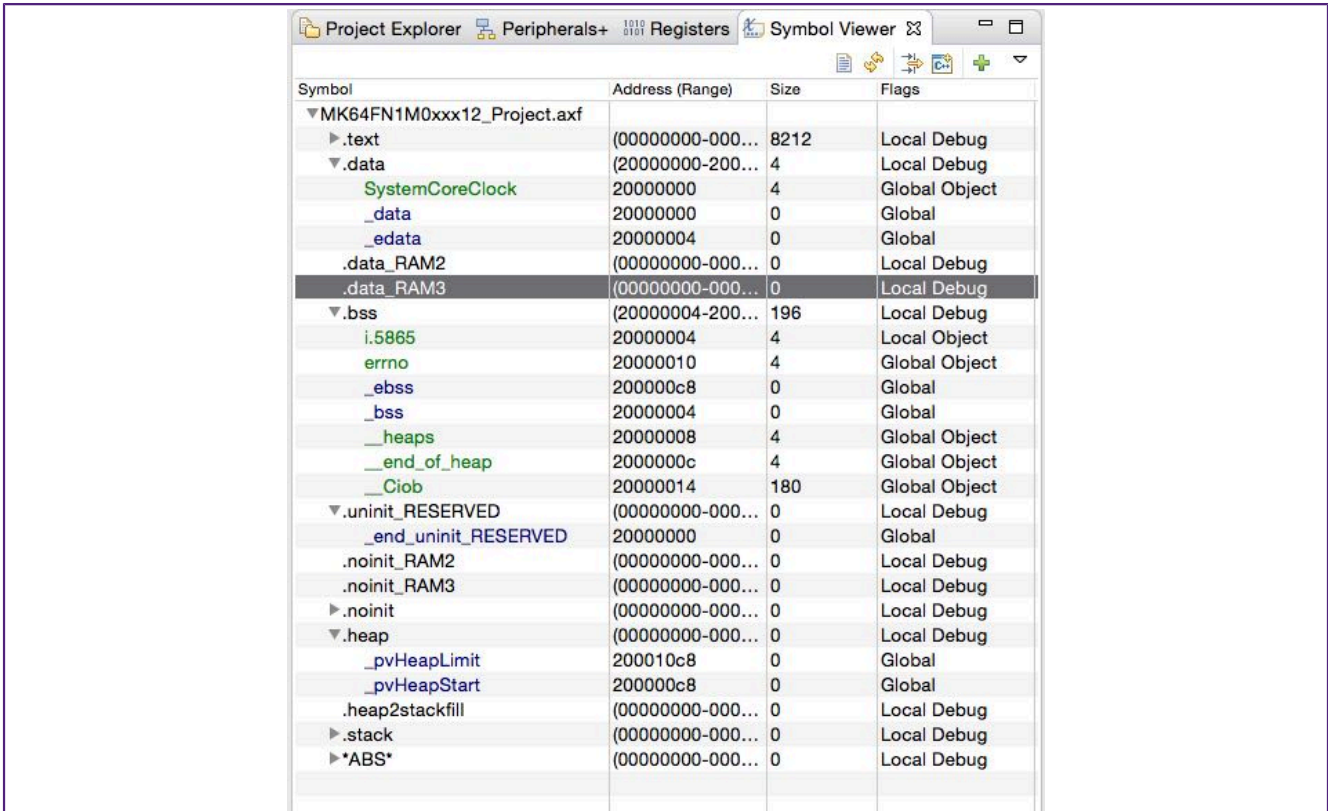 Project Explorer Peripherals+ Registers Symbol Viewer
Symbol Address (Range) Size Flags
MK64FN1M0xxx12_Project.axf
.text (00000000-000... 8212 Local Debug
.data (20000000-200... 4 Local Debug
SystemCoreClock 20000000 4 Global Object
_data 20000000 0 Global
_edata 20000004 0 Global
.data_RAM2 (00000000-000... 0 Local Debug
.data_RAM3 (00000000-000... 0 Local Debug
.bss (20000004-200... 196 Local Debug
i.5865 20000004 4 Local Object
errno 20000010 4 Global Object
_ebss 200000c8 0 Global
_bss 20000004 0 Global
__heaps 20000008 4 Global Object
__end_of_heap 2000000c 4 Global Object
__Ciob 20000014 180 Global Object
.uninit_RESERVED (00000000-000... 0 Local Debug
_end_uninit_RESERVED 20000000 0 Global
.noinit_RAM2 (00000000-000... 0 Local Debug
.noinit_RAM3 (00000000-000... 0 Local Debug
.noinit (00000000-000... 0 Local Debug
.heap (00000000-000... 0 Local Debug
_pvHeapLimit 200010c8 0 Global
_pvHeapStart 200000c8 0 Global
.heap2stackfill (00000000-000... 0 Local Debug
.stack (00000000-000... 0 Local Debug
*ABS* (00000000-000... 0 Local Debug